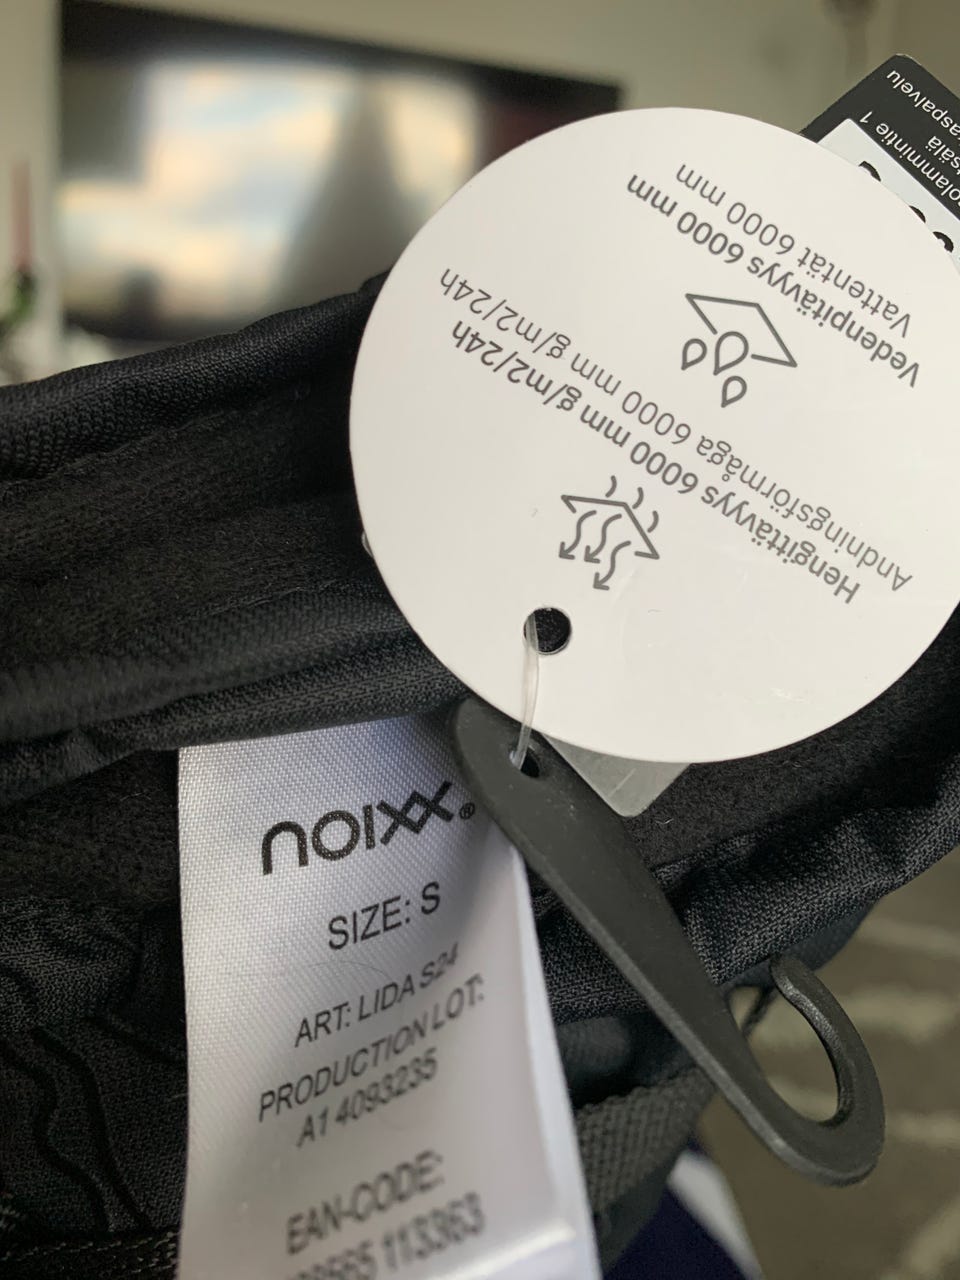 Vedenpitävyys 6000 mm
Vattentät 6000 mm
Hengittävyys 6000 mm g/m2/24h
Andningsförmåga 6000 mm g/m2/24h
noixx®
SIZE: S
ART: LIDA S24
PRODUCTION LOT:
A1 4093235
EAN-CODE:
113363